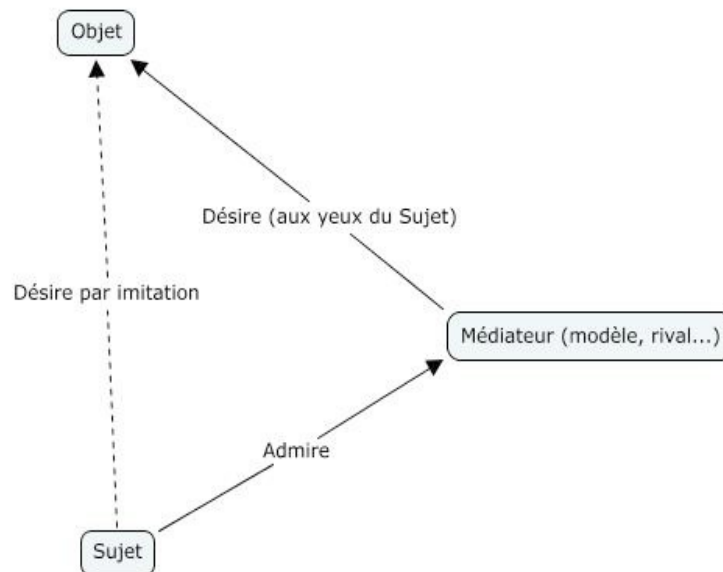 Objet
Désire (aux yeux du Sujet)
Désire par imitation
Médiateur (modèle, rival...)
Admire
Sujet